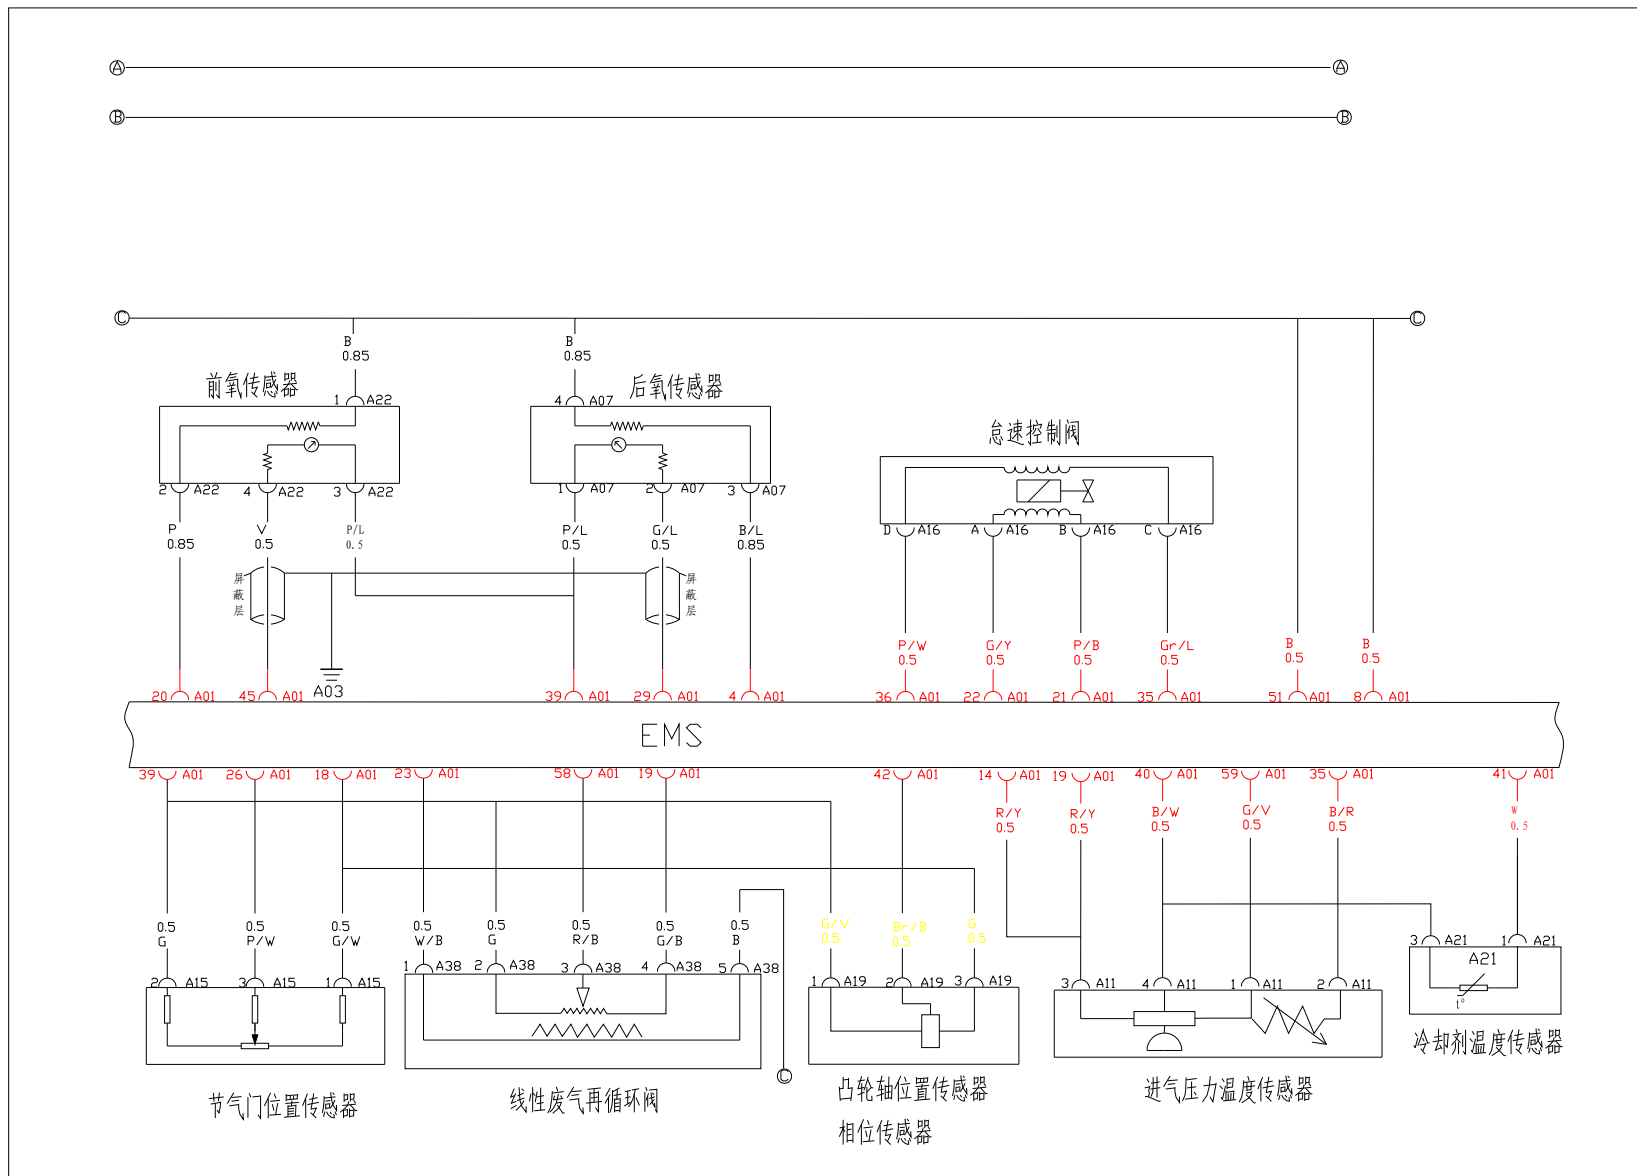 A A
B B
C C
B B
0.85 0.85
前氧传感器 后氧传感器
1 A22 4 A07
怠速控制阀
2 A22 4 A22 3 A22 1 A07 2 A07 3 A07
D A16 A A16 B A16 C A16
P V P/L P/L G/L B/L
0.85 0.5 0.5 0.5 0.5 0.85
屏蔽层 屏蔽层
P/W G/Y P/B Gr/L B B
0.5 0.5 0.5 0.5 0.5 0.5
A03
20 A01 45 A01 39 A01 29 A01 4 A01 36 A01 22 A01 21 A01 35 A01 51 A01 8 A01
EMS
39 A01 26 A01 18 A01 23 A01 58 A01 19 A01 42 A01 14 A01 19 A01 40 A01 59 A01 35 A01 41 A01
R/Y R/Y B/W G/V B/R W
0.5 0.5 0.5 0.5 0.5 0.5
0.5 0.5 0.5 0.5 0.5 0.5 0.5 0.5
G P/W G/W W/B G R/B G/B B
G/V Br/B G
0.5 0.5 0.5
3 A21 1 A21
A21
t°
2 A15 3 A15 1 A15 1 A38 2 A38 3 A38 4 A38 5 A38 1 A19 2 A19 3 A19 3 A11 4 A11 1 A11 2 A11
冷却剂温度传感器
C
节气门位置传感器 线性废气再循环阀 凸轮轴位置传感器 进气压力温度传感器
相位传感器